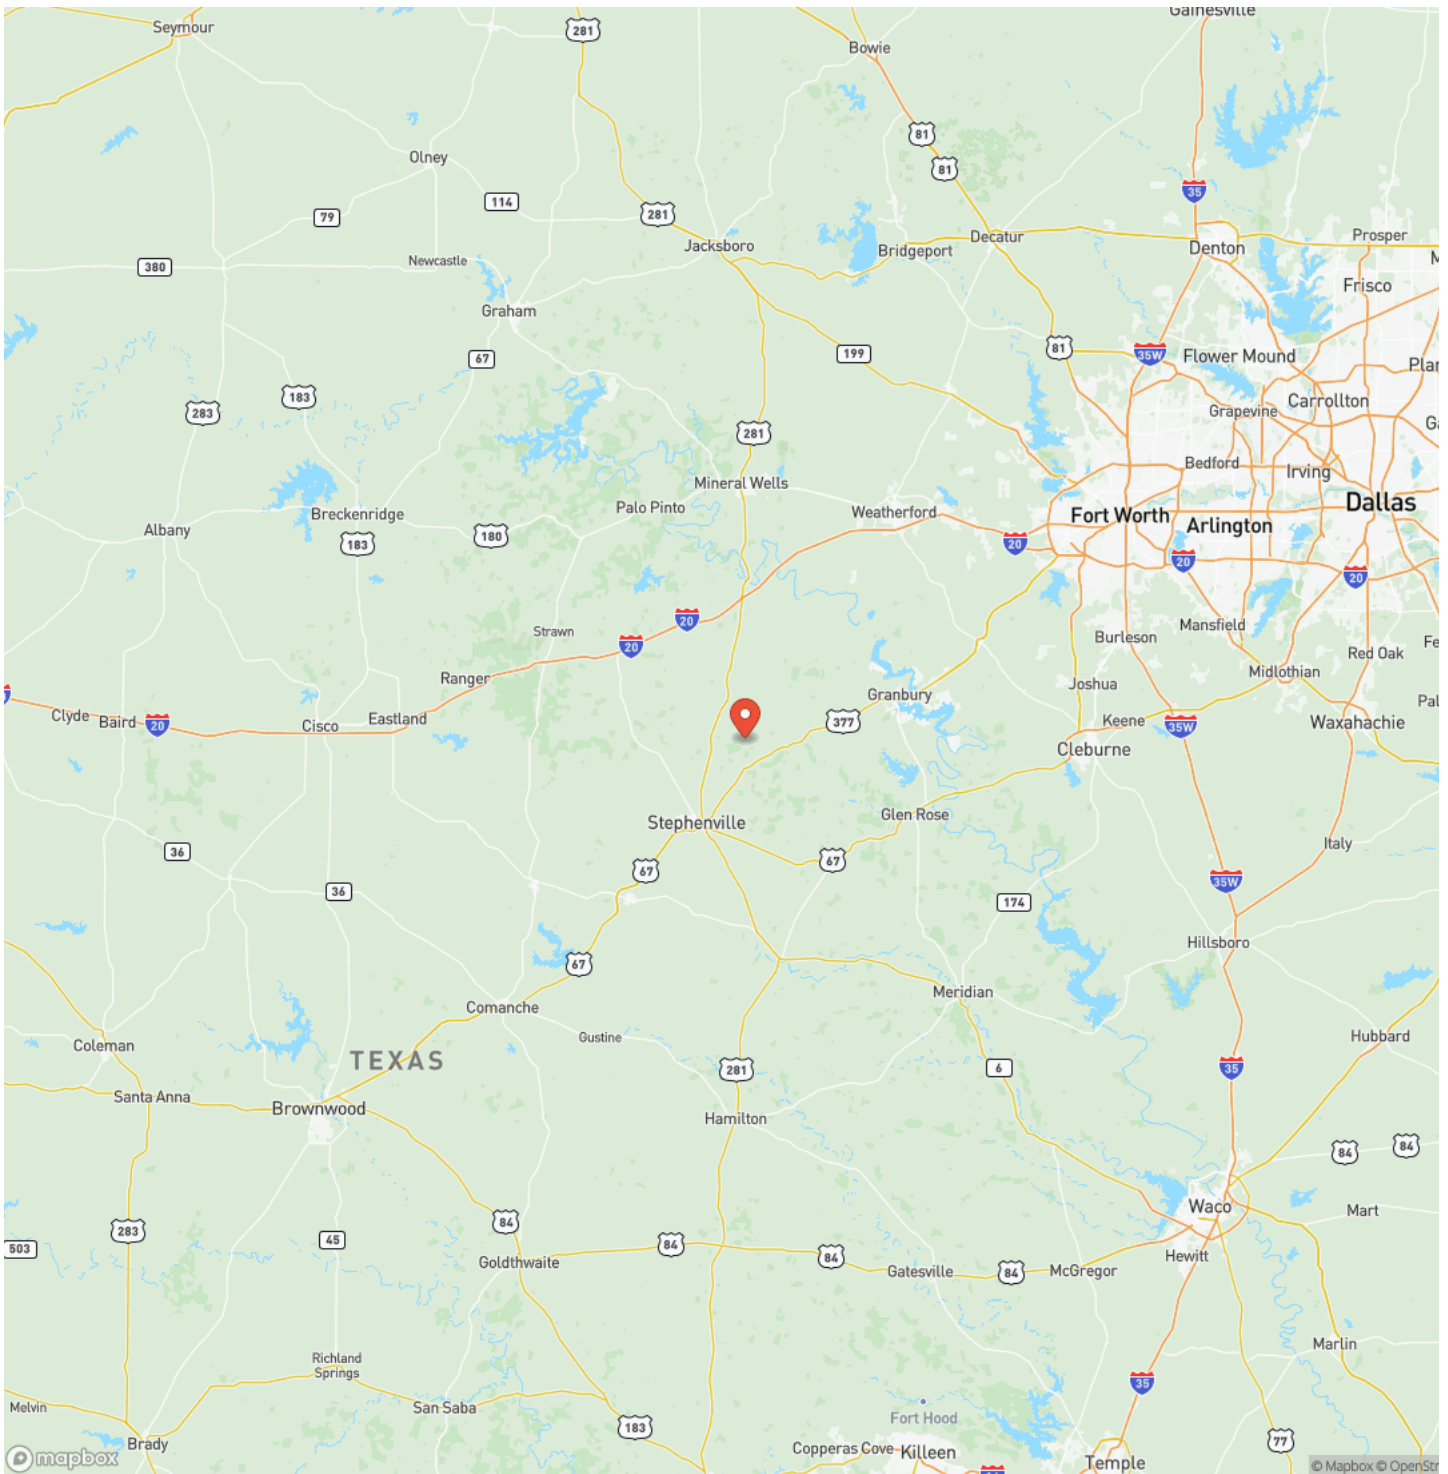 Gainesville
Seymour
281
Bowie
81
81
Olney
35
114
79
281
Jacksboro
Bridgeport
Decatur
Denton
Prosper
380
Newcastle
Frisco
Graham
67
199
81
35W
Flower Mound
183
283
Carrollton
Grapevine
281
Bedford
Irving
Mineral Wells
Palo Pinto
Weatherford
Dallas
Breckenridge
Fort Worth
Arlington
Albany
183
180
20
20
20
20
Strawn
20
Mansfield
Burleson
Red Oak
Ranger
Midlothian
Joshua
Granbury
Clyde
Baird
20
Cisco
Eastland
377
Keene
35W
Waxahachie
Cleburne
Stephenville
Glen Rose
36
67
67
Italy
36
35W
174
Hillsboro
67
Meridian
Comanche
Gustine
Hubbard
Coleman
TEXAS
281
6
35
Santa Anna
Brownwood
Hamilton
84
84
Waco
Mart
84
283
45
503
84
84
Goldthwaite
Gatesville
84
McGregor
Hewitt
Marlin
Richland
Springs
35
Melvin
San Saba
Fort Hood
183
Brady
77
Copperas Cove
Killeen
Temple
mapbox
© Mapbox © OpenStr